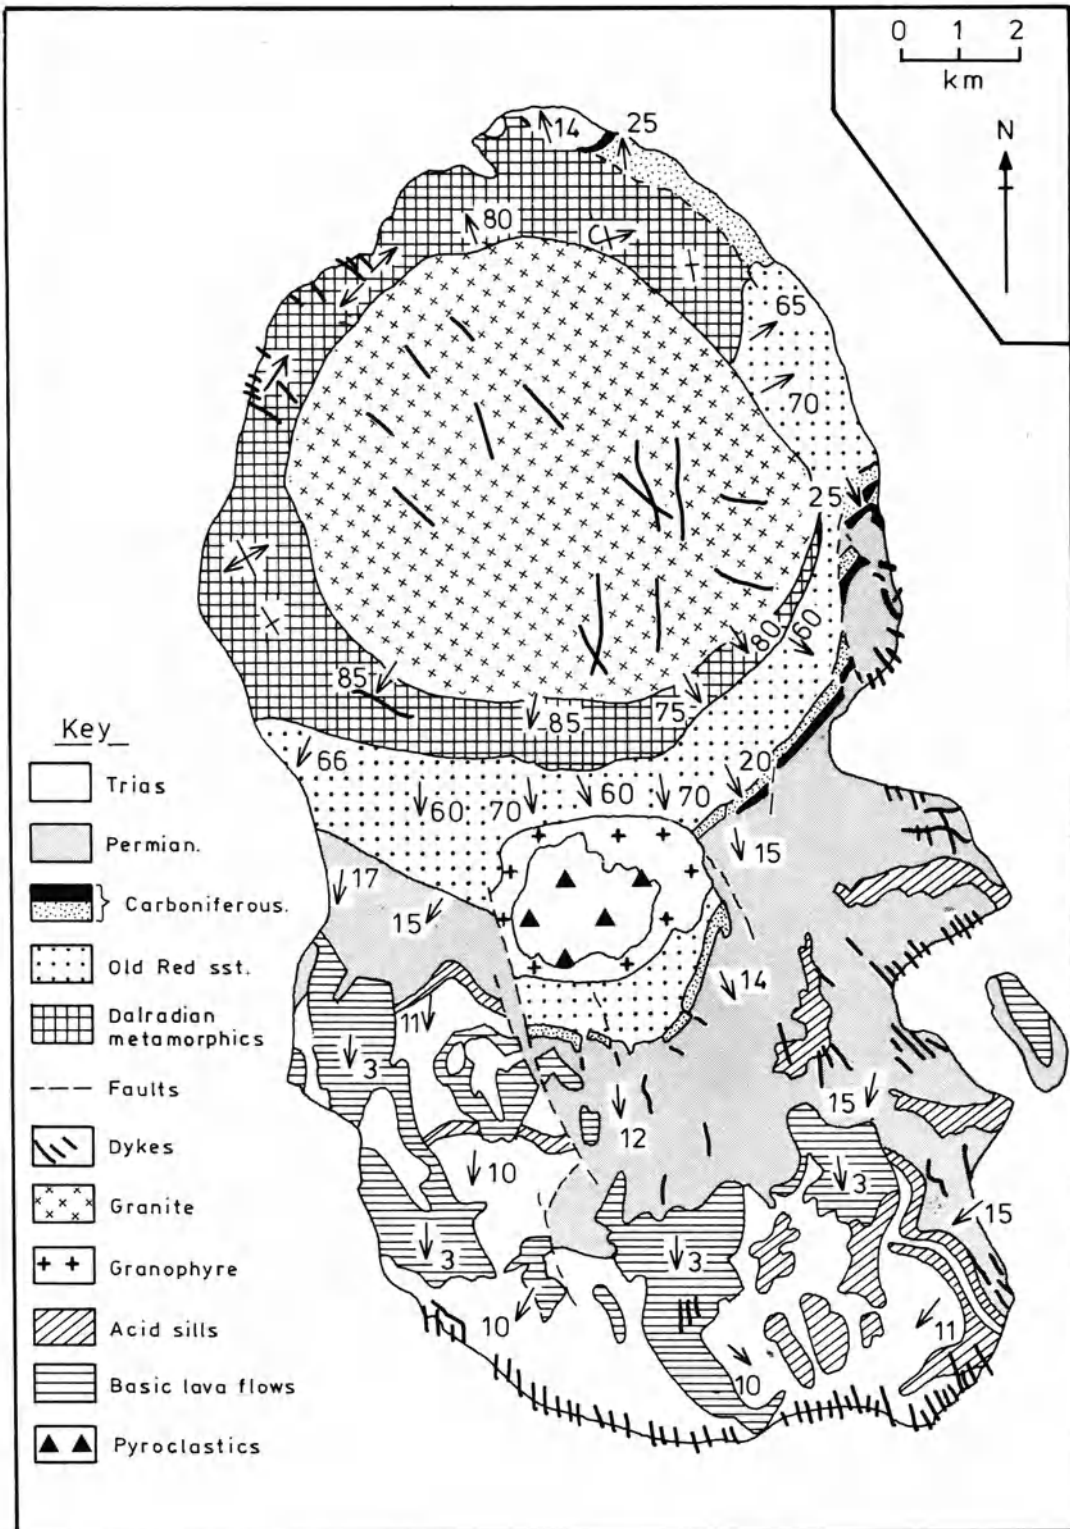 0 1 2
km
N
14
25
80
65
70
25
60
80
85
75
85
66
20
60
70
60
70
15
17
15
14
11
3
15
12
10
3
15
3
3
10
11
10
Key
Trias
Permian.
Carboniferous.
Old Red sst.
Dalradian
metamorphics
Faults
Dykes
Granite
Granophyre
Acid sills
Basic lava flows
Pyroclastics